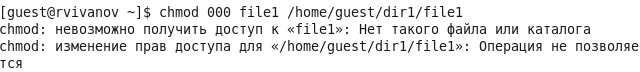 [guest@rvivanov ~]$ chmod 000 file1 /home/guest/dir1/file1
chmod: невозможно получить доступ к «file1»: Нет такого файла или каталога
chmod: изменение прав доступа для «/home/guest/dir1/file1»: Операция не позволяе
тся